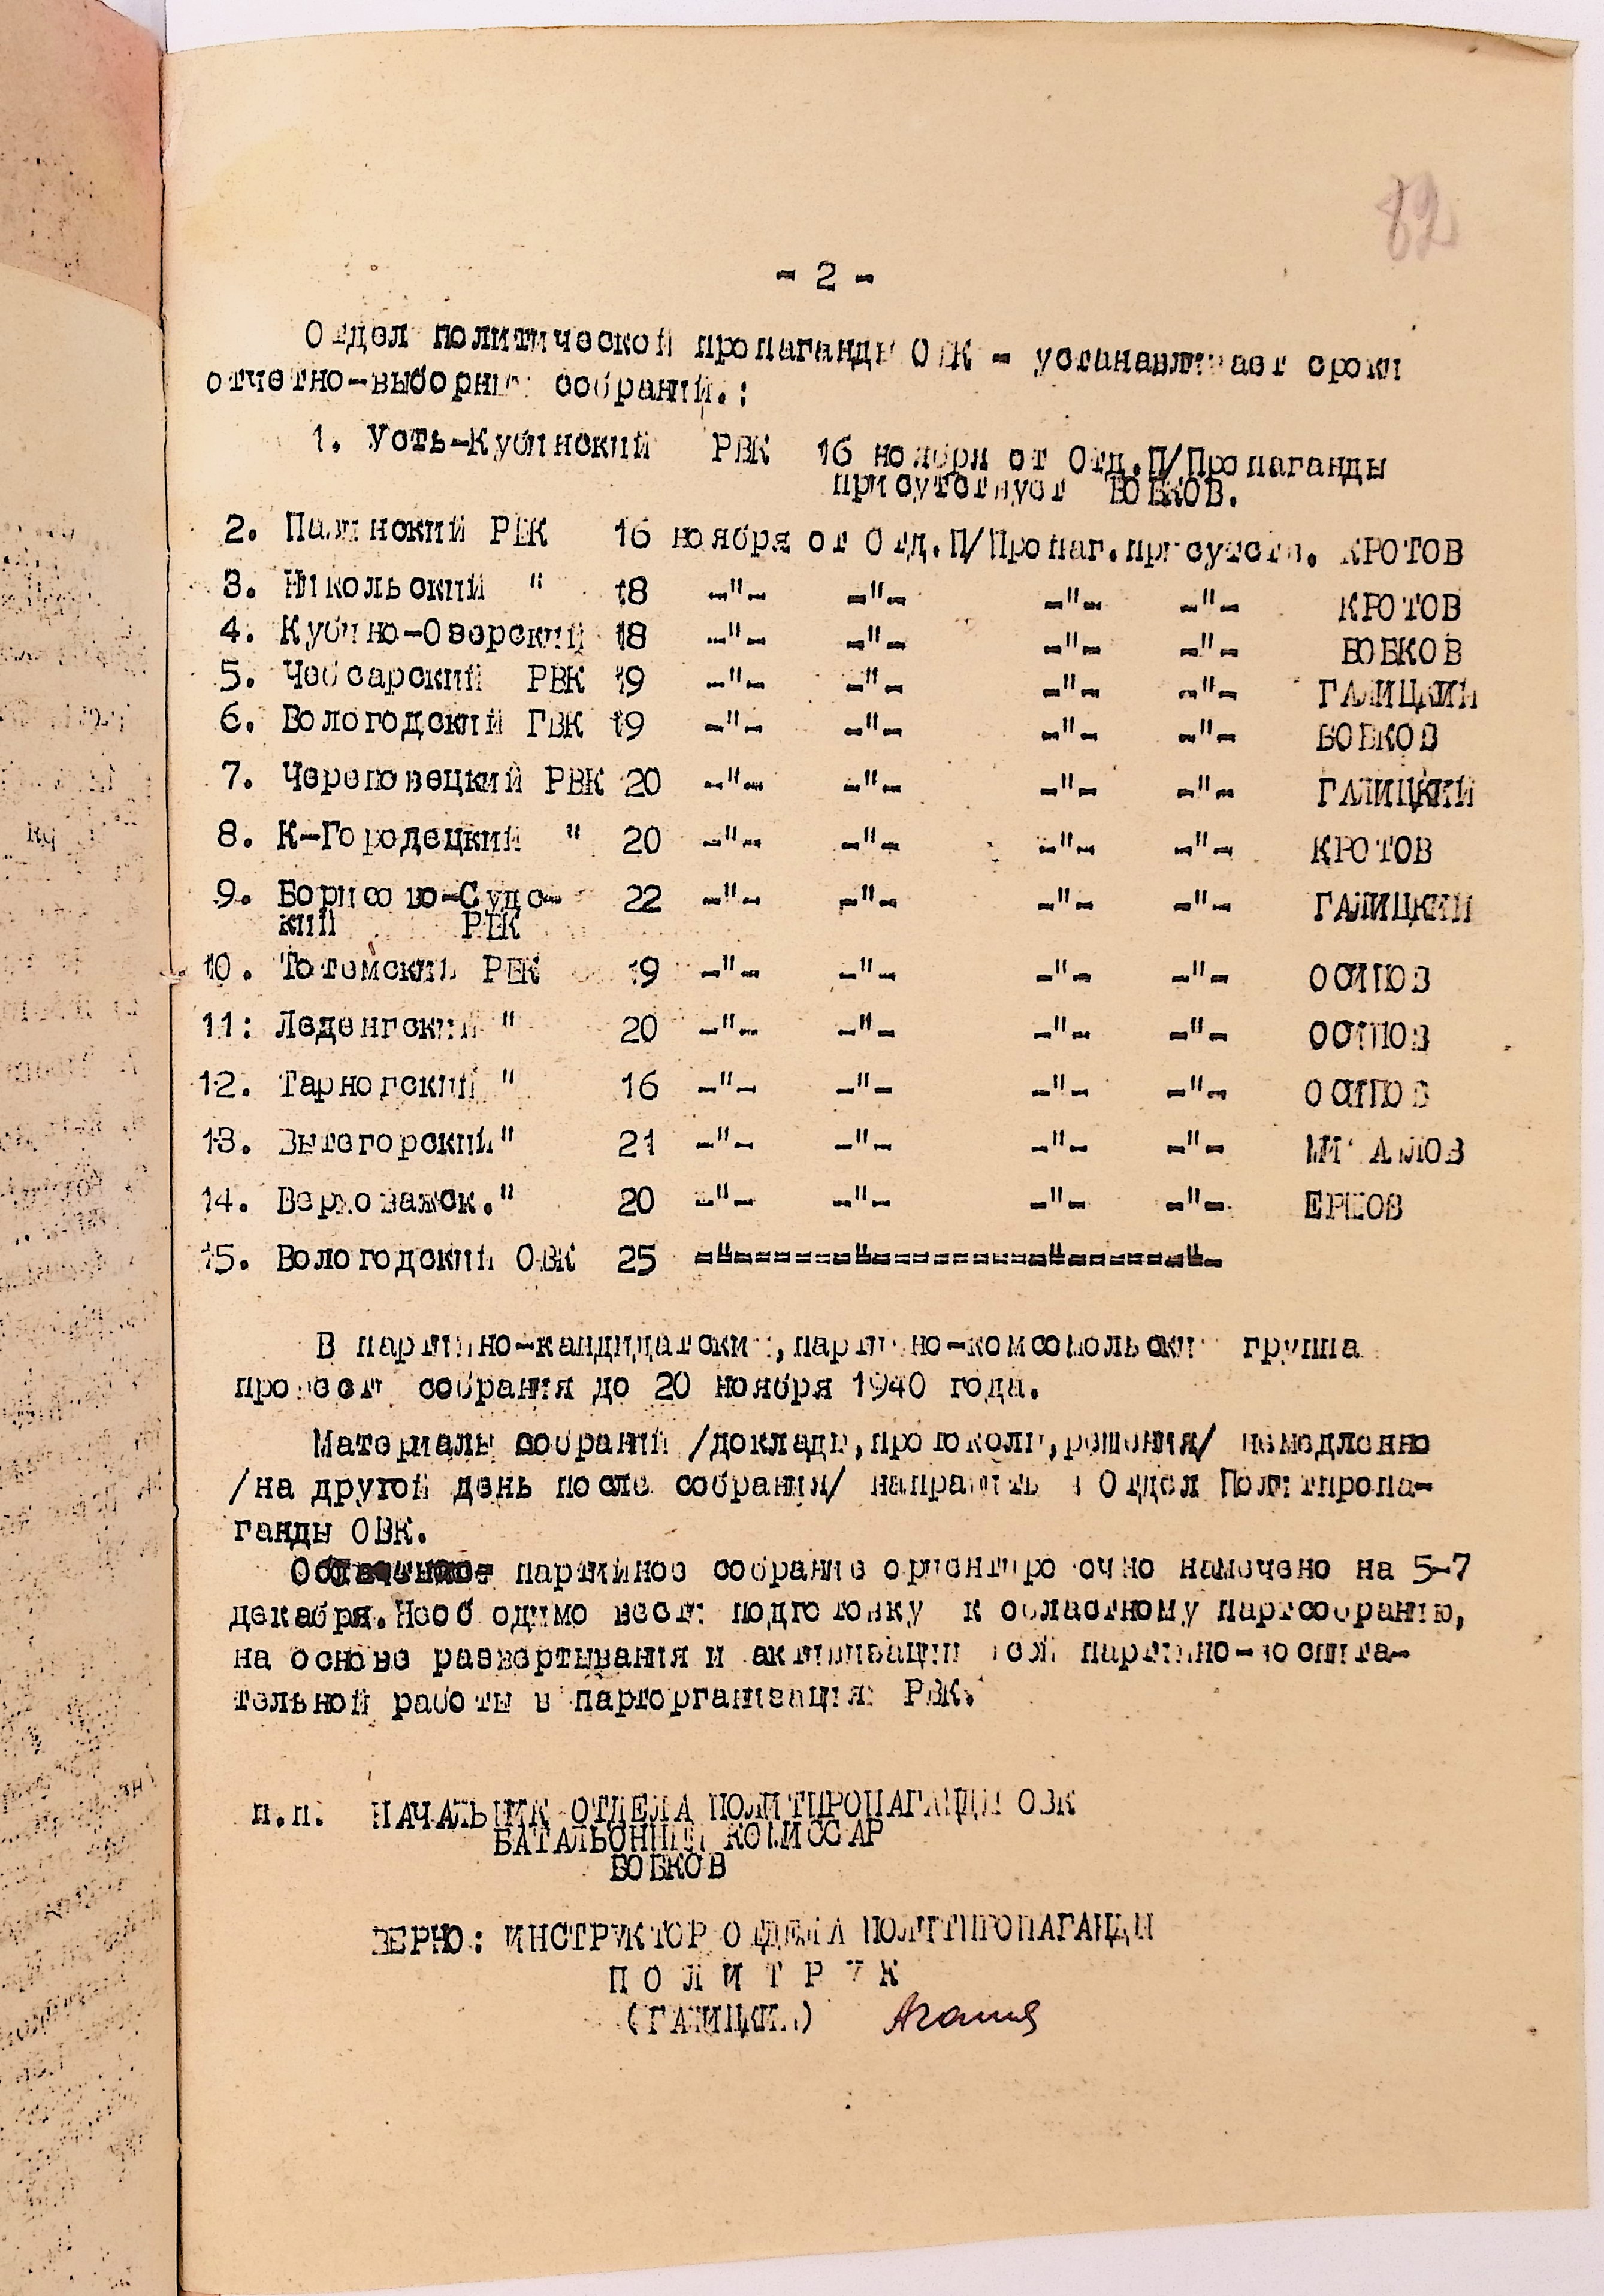 82
- 2 -
Отдел политической пропаганды ОВК - устанавливает сроки
отчетно-выборных собраний.:
1. Усть-Кубинский РВК 16 ноября от Отд.П/Пропаганды
присутствует БОБКОВ.
2. РВК 16 ноября от Отд.П/Пропаг.присутств. КРОТОВ
3. Никольский " 18 -"- -"- -"- -"- КРОТОВ
4. Кубино-Озерский 18 -"- -"- -"- -"- БОБКОВ
5. Чебсарский РВК 19 -"- -"- -"- -"- ГАЛИЦКИЙ
6. Вологодский ГВК 19 -"- -"- -"- -"- БОБКОВ
7. Череповецкий РВК 20 -"- -"- -"- -"- ГАЛИЦКИЙ
8. К-Городецкий " 20 -"- -"- -"- -"- КРОТОВ
9. Борисово-Судс- 22 -"- -"- -"- -"- ГАЛИЦКИЙ
кий РВК
10. Тотемский РВК 19 -"- -"- -"- -"- ОСИПОВ
11: Леденгский " 20 -"- -"- -"- -"- ОСИПОВ
12. Тарногский " 16 -"- -"- -"- -"- ОСИПОВ
13. Вытегорский" 21 -"- -"- -"- -"-
14. Верховажск." 20 -"- -"- -"- -"- ЕРШОВ
15. Вологодский ОВК 25 -"-------"---------"-------"-
В партийно-кандидатских,партийно-комсомольских группах
провести собрания до 20 ноября 1940 года.
Материалы собраний /доклады,протоколы,решения/ немедленно
/на другой день после собрания/ направить в Отдел Политпропа-
ганды ОВК.
партийное собрание ориентировочно намечено на 5-7
декабря.Необходимо вести подготовку к областному партсобранию,
на основе развертывания и активизации всей партийно-воспита-
тельной работы в парторганизациях РВК.
п.п. НАЧАЛЬНИК ОТДЕЛА ПОЛИТПРОПАГАНДЫ ОВК
БАТАЛЬОННЫЙ КОМИССАР
БОБКОВ
ВЕРНО: ИНСТРУКТОР ОТДЕЛА ПОЛИТПРОПАГАНДЫ
ПОЛИТРУК
(ГАЛИЦКИЙ)